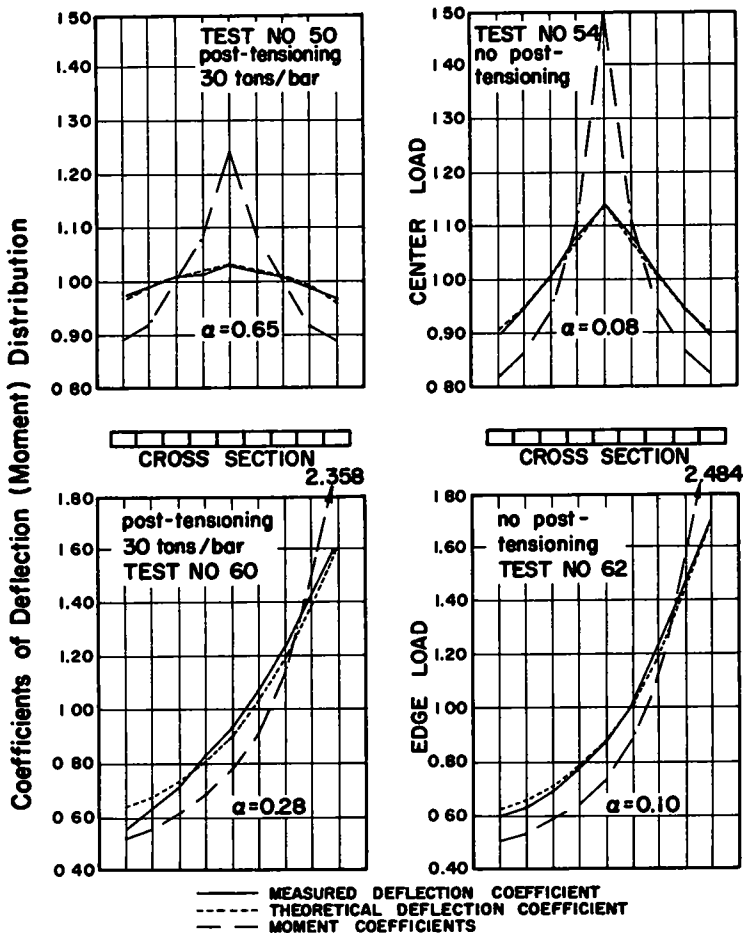 Coefficients of Deflection (Moment) Distribution
1 50
1 40
1 30
1.20
1.10
1.00
0.90
0 80
TEST NO 50
post-tensioning
30 tons/bar
α=0.65
CENTER LOAD
1 50
1 40
1 30
1 20
1 10
1 00
0 90
0 80
TEST NO 54
no post-
tensioning
α=0.08
CROSS SECTION
CROSS SECTION
2.358
1.80
1 60
1.40
1.20
1 00
0 80
0 60
0 40
post-tensioning
30 tons/bar
TEST NO 60
α=0.28
EDGE LOAD
2.484
1 80
1.60
1.40
1.20
1.00
0.80
0.60
0.40
no post-
tensioning
TEST NO 62
α=0.10
MEASURED DEFLECTION COEFFICIENT
THEORETICAL DEFLECTION COEFFICIENT
MOMENT COEFFICIENTS